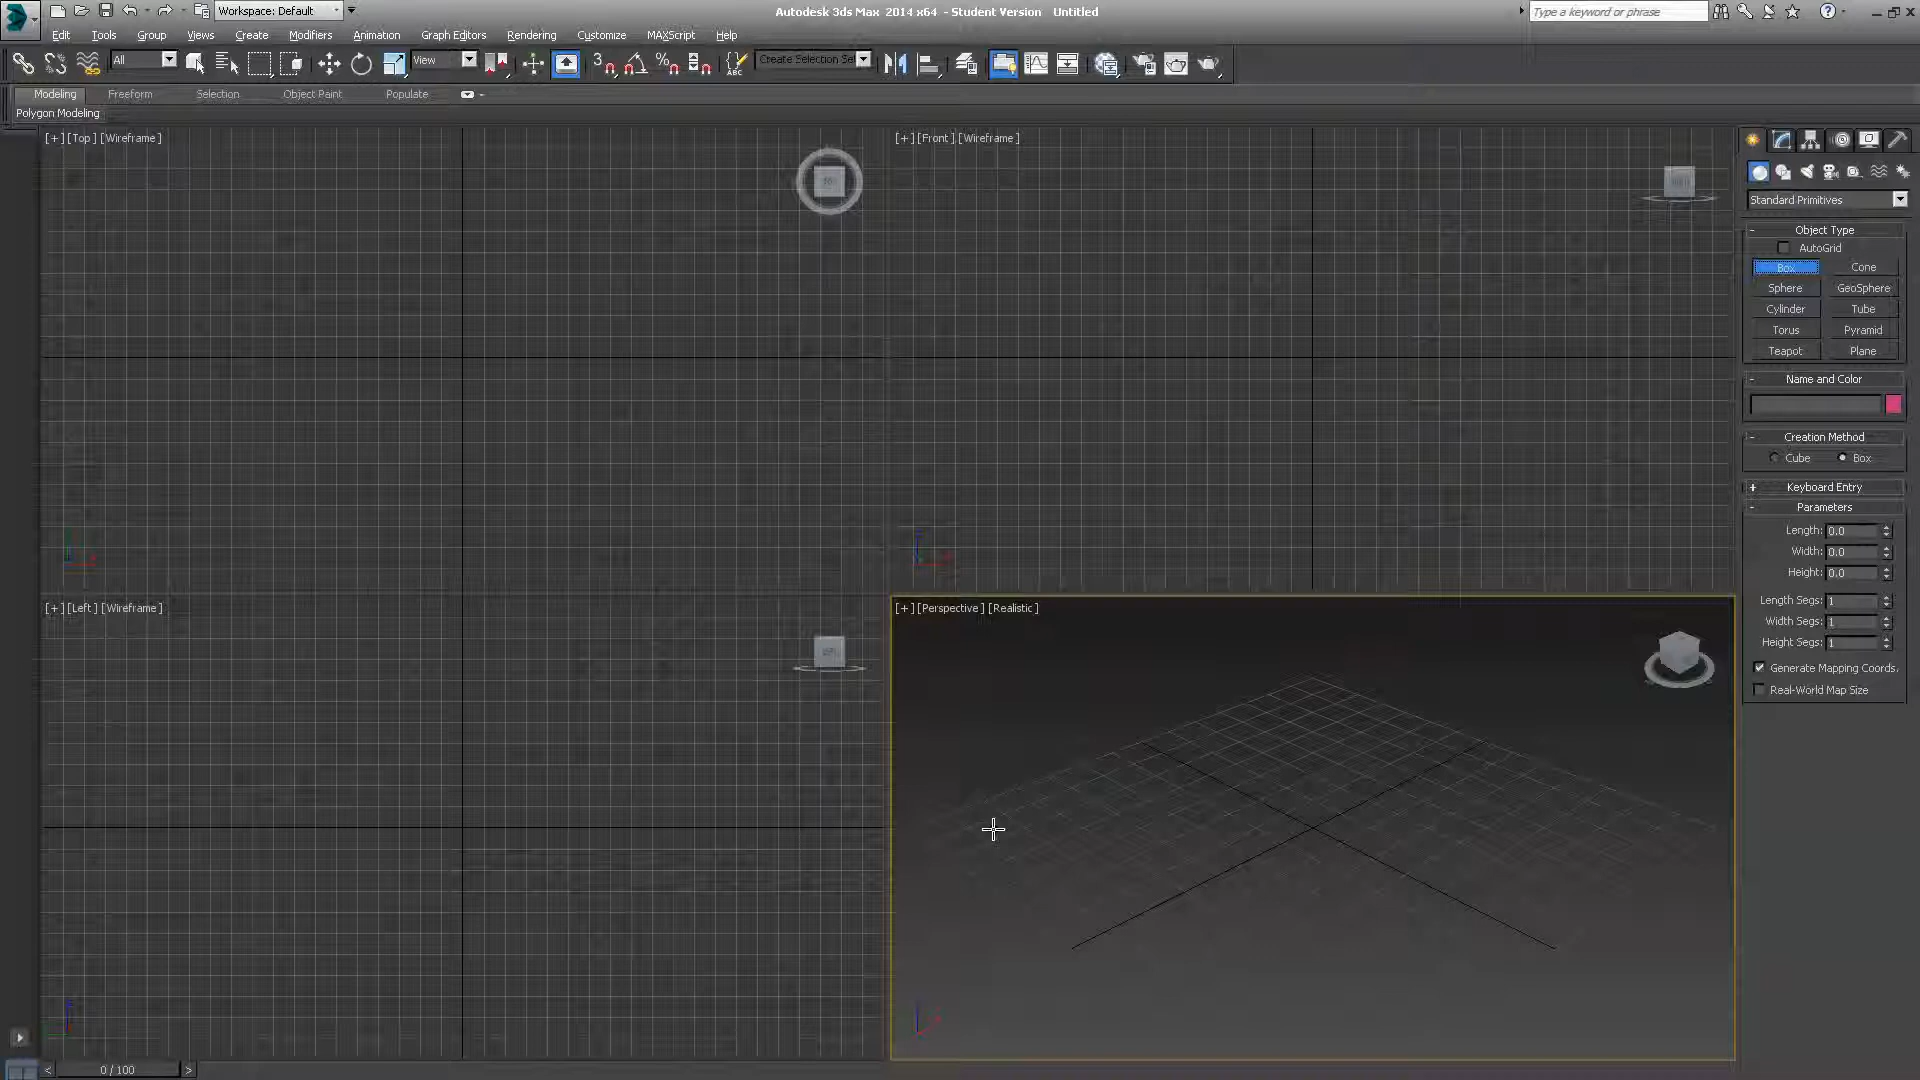 Workspace: Default
Autodesk 3ds Max 2014 x64 - Student Version Untitled
Type a keyword or phrase
Edit Tools Group Views Create Modifiers Animation Graph Editors Rendering Customize MAXScript Help
All
View
3
ABC
Create Selection Se
Modeling Freeform Selection Object Paint Populate
Polygon Modeling
[+] [Top] [Wireframe]
[+] [Front] [Wireframe]
[+] [Left] [Wireframe]
[+] [Perspective] [Realistic]
Standard Primitives
- Object Type
AutoGrid
Box Cone
Sphere GeoSphere
Cylinder Tube
Torus Pyramid
Teapot Plane
- Name and Color
- Creation Method
Cube Box
+ Keyboard Entry
- Parameters
Length: 0.0
Width: 0.0
Height: 0.0
Length Segs: 1
Width Segs: 1
Height Segs: 1
Generate Mapping Coords.
Real-World Map Size
< 0 / 100 >